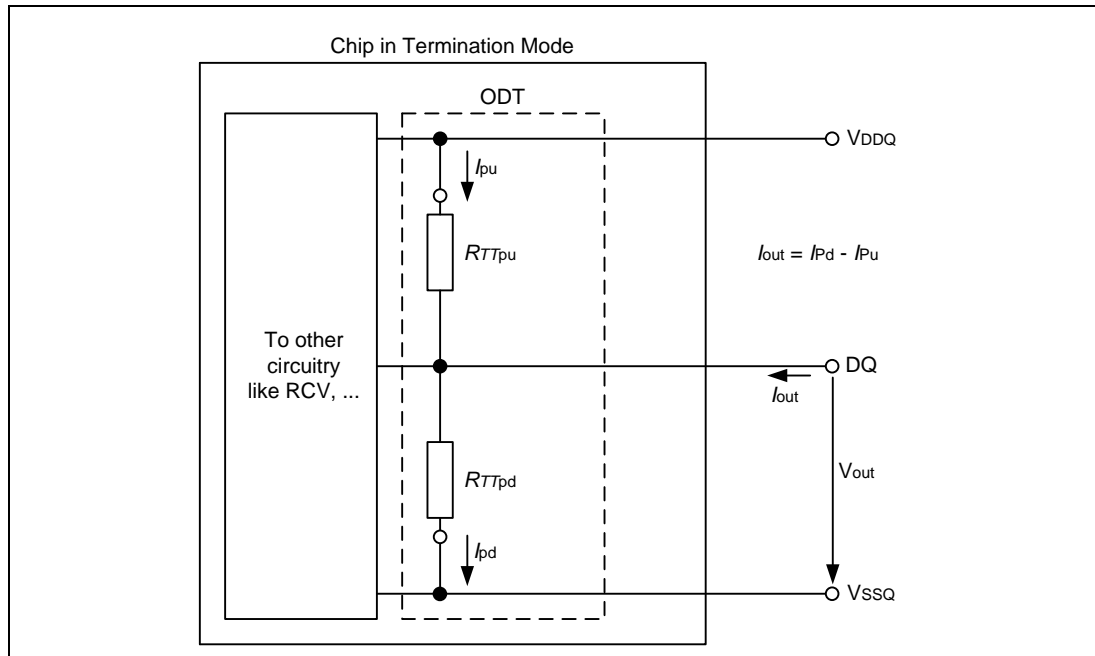 Chip in Termination Mode
ODT
VDDQ
Ipu
RTTpu
Iout = IPd - IPu
To other
circuitry
like RCV, ...
DQ
Iout
RTTpd
Vout
Ipd
VSSQ